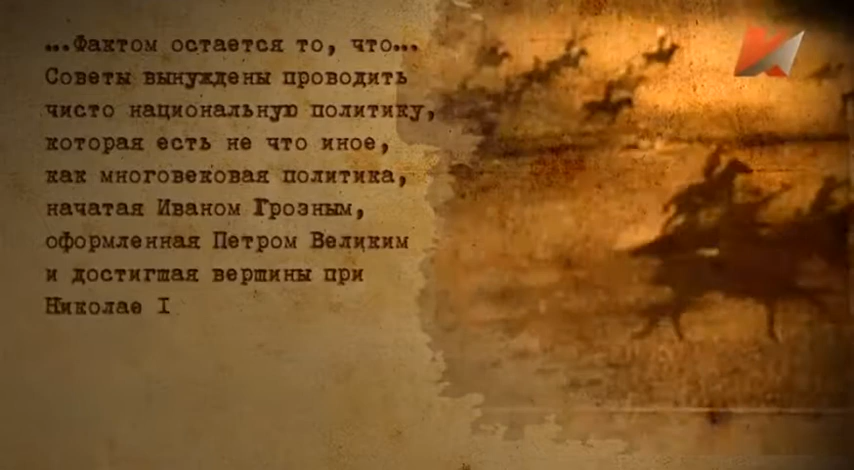 ...Фактом остается то, что...
Советы вынуждены проводить
чисто национальную политику,
которая есть не что иное,
как многовековая политика,
начатая Иваном Грозным,
оформленная Петром Великим
и достигшая вершины при
Николае I